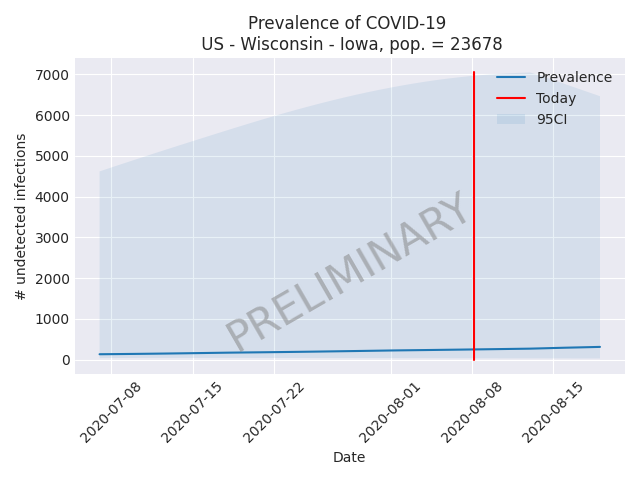 Prevalence of COVID-19
US - Wisconsin - Iowa, pop. = 23678
Prevalence
Today
95CI
# undetected infections
7000
6000
5000
4000
3000
2000
1000
0
PRELIMINARY
2020-07-08
2020-07-15
2020-07-22
2020-08-01
2020-08-08
2020-08-15
Date